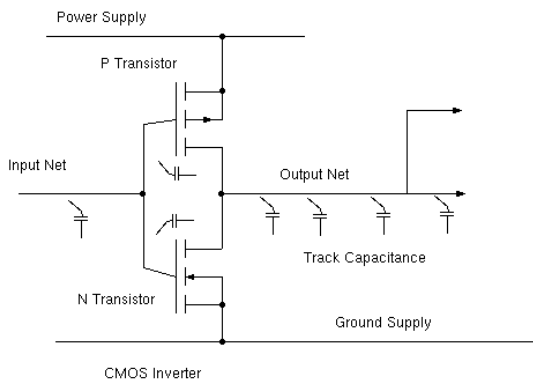 Power Supply
P Transistor
Input Net
Output Net
Track Capacitance
N Transistor
Ground Supply
CMOS Inverter